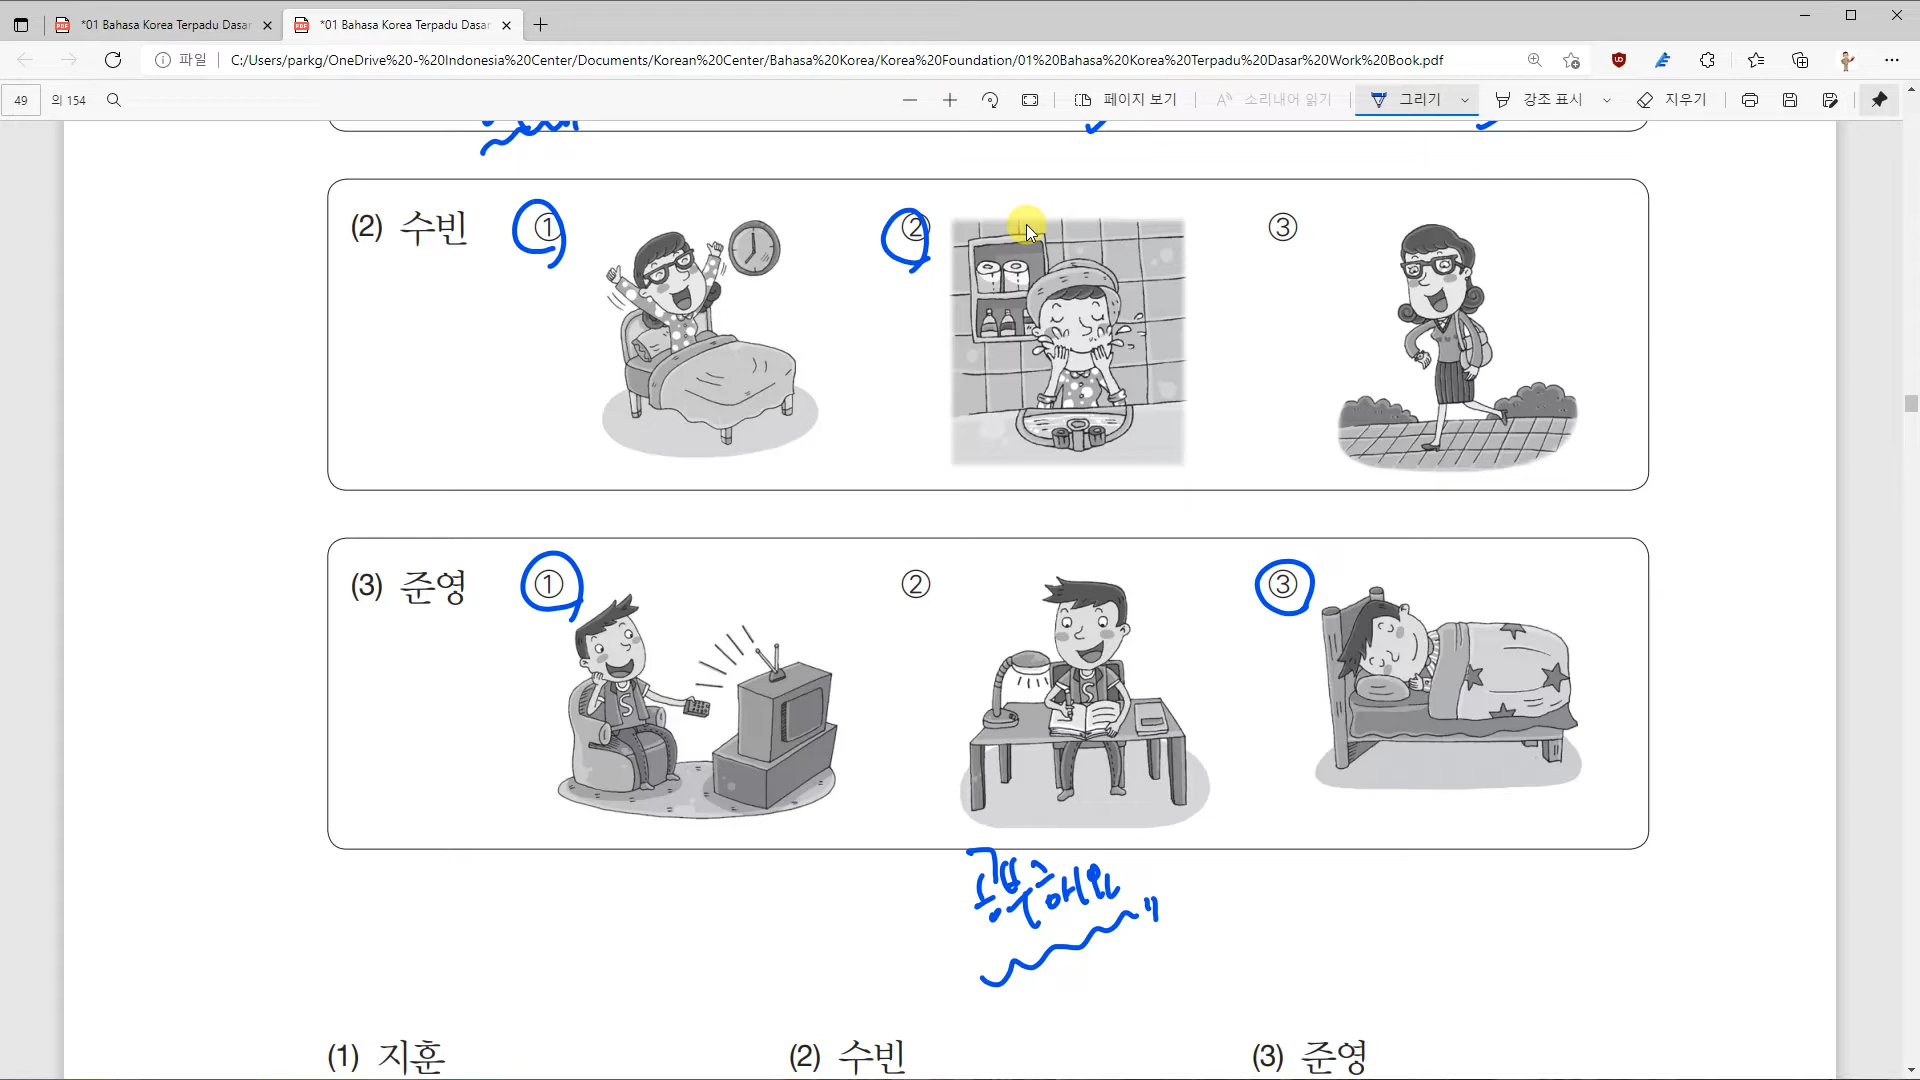 *01 Bahasa Korea Terpadu Dasar
*01 Bahasa Korea Terpadu Dasar
파일 C:/Users/parkg/OneDrive%20-%20Indonesia%20Center/Documents/Korean%20Center/Bahasa%20Korea/Korea%20Foundation/01%20Bahasa%20Korea%20Terpadu%20Dasar%20Work%20Book.pdf
49 의 154 페이지 보기 소리내어 읽기 그리기 강조 표시 지우기
(2) 수빈 ① ② ③
(3) 준영 ① ② ③
S S
(1) 지훈 (2) 수빈 (3) 준영